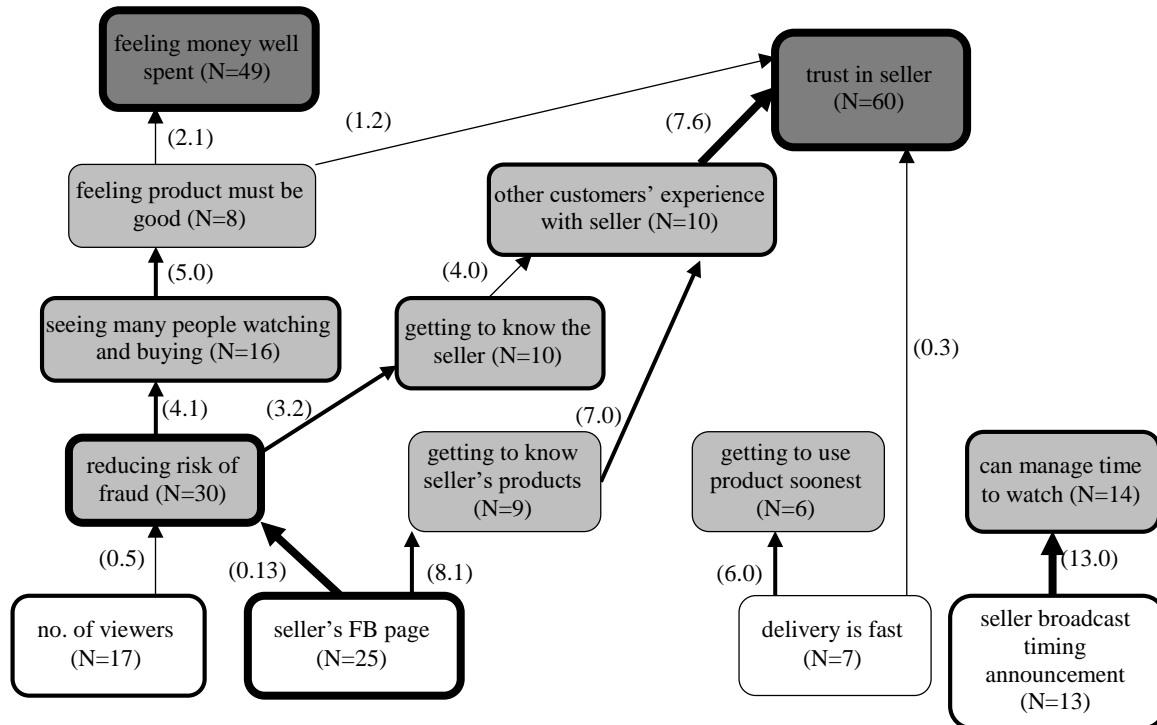 feeling money well
spent (N=49)
trust in seller
(N=60)
(1.2)
(7.6)
(2.1)
feeling product must be
good (N=8)
other customers’ experience
with seller (N=10)
(5.0)
(4.0)
seeing many people watching
and buying (N=16)
getting to know the
seller (N=10)
(0.3)
(4.1)
(3.2)
(7.0)
reducing risk of
fraud (N=30)
getting to know
seller’s products
(N=9)
getting to use
product soonest
(N=6)
can manage time
to watch (N=14)
(0.5)
(0.13)
(8.1)
(6.0)
(13.0)
no. of viewers
(N=17)
seller’s FB page
(N=25)
delivery is fast
(N=7)
seller broadcast
timing
announcement
(N=13)